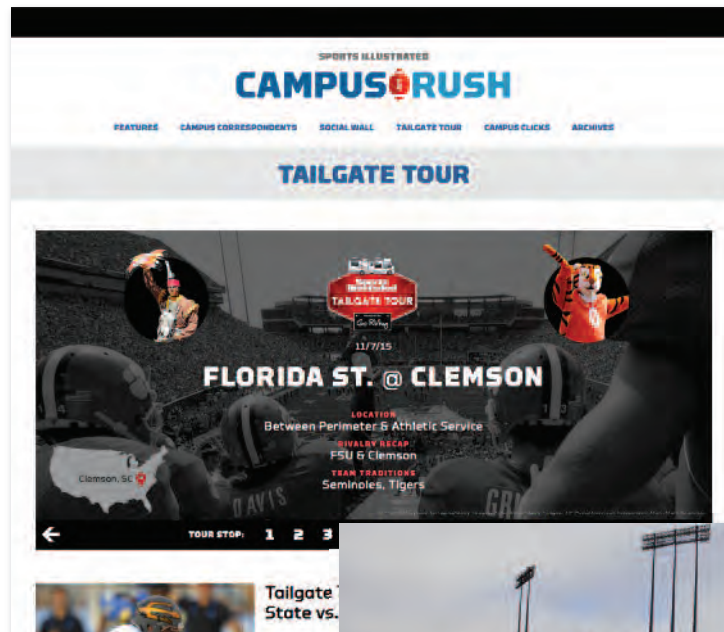 SPORTS ILLUSTRATED
CAMPUS RUSH
FEATURES CAMPUS CORRESPONDENTS SOCIAL WALL TAILGATE TOUR CAMPUS CLICKS ARCHIVES
TAILGATE TOUR
TAILGATE TOUR
Go RVing
11/7/15
FLORIDA ST. @ CLEMSON
LOCATION
Between Perimeter & Athletic Service
RIVALRY RECAP
FSU & Clemson
TEAM TRADITIONS
Seminoles, Tigers
Clemson, SC
DAVIS
TOUR STOP: 1 2 3
Tailgate
State vs.